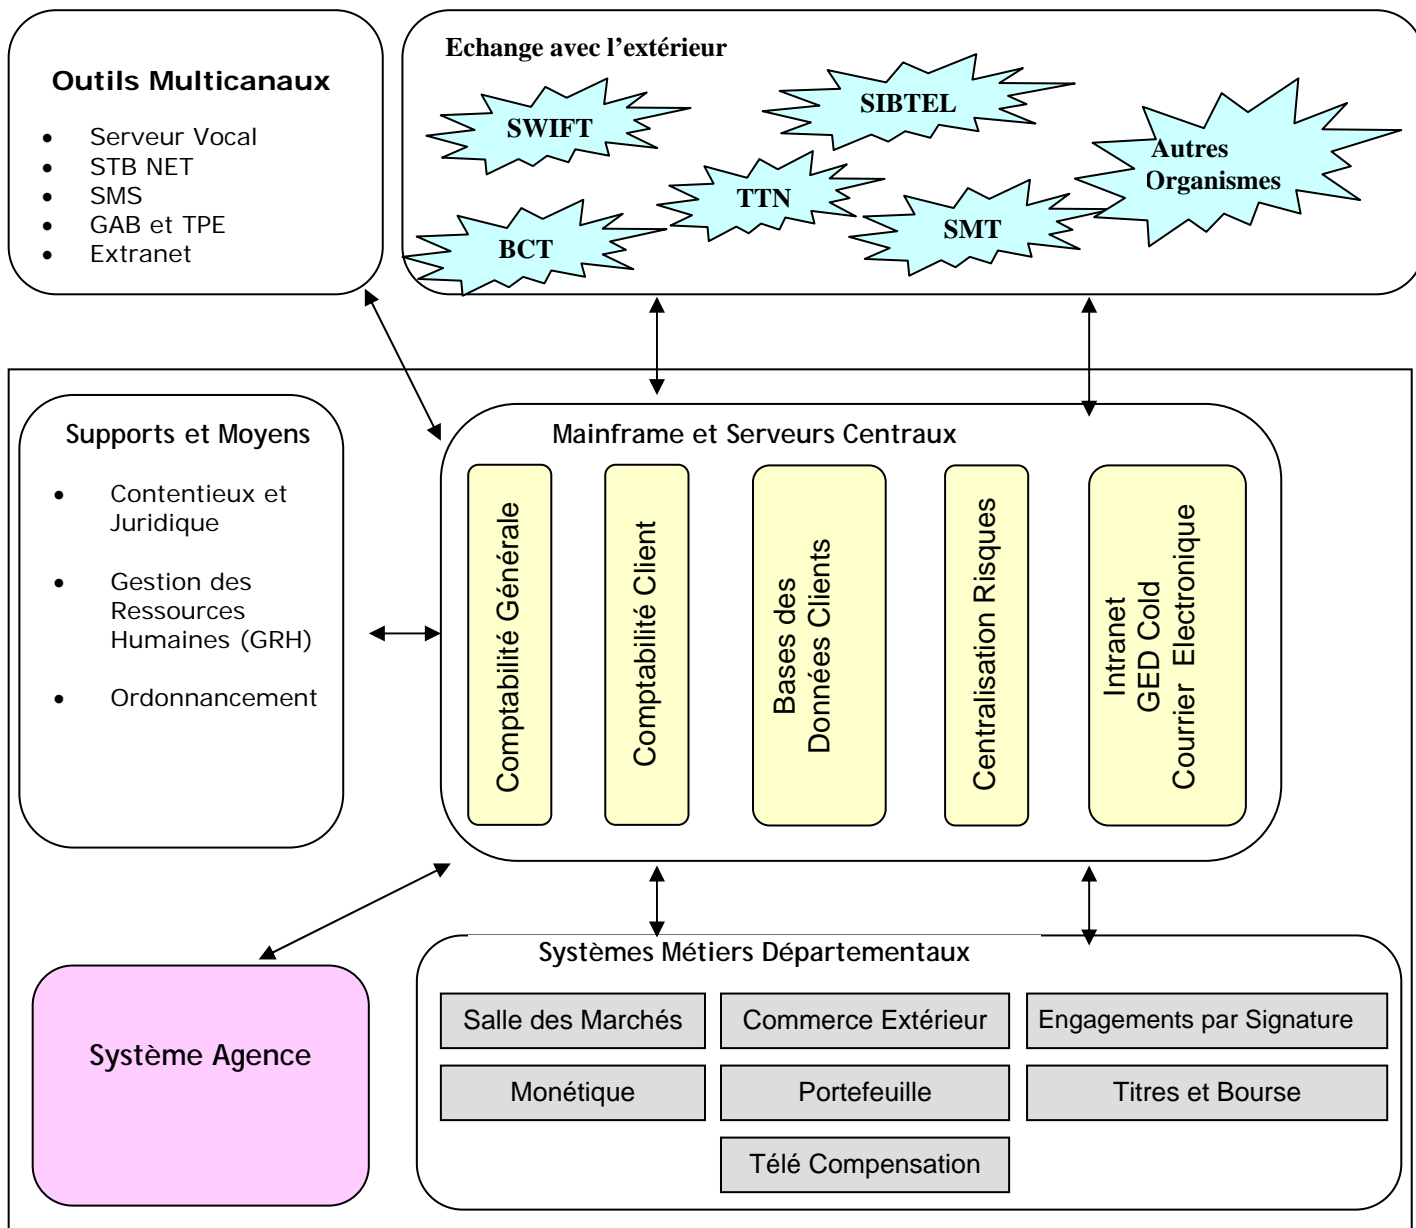 Outils Multicanaux
• Serveur Vocal
• STB NET
• SMS
• GAB et TPE
• Extranet
Echange avec l'extérieur
SWIFT
SIBTEL
Autres
Organismes
TTN
SMT
BCT
Supports et Moyens
• Contentieux et
Juridique
• Gestion des
Ressources
Humaines (GRH)
• Ordonnancement
Mainframe et Serveurs Centraux
Comptabilité Générale
Comptabilité Client
Bases des
Données Clients
Centralisation Risques
Intranet
GED Cold
Courrier Electronique
Système Agence
Systèmes Métiers Départementaux
Salle des Marchés
Commerce Extérieur
Engagements par Signature
Monétique
Portefeuille
Titres et Bourse
Télé Compensation